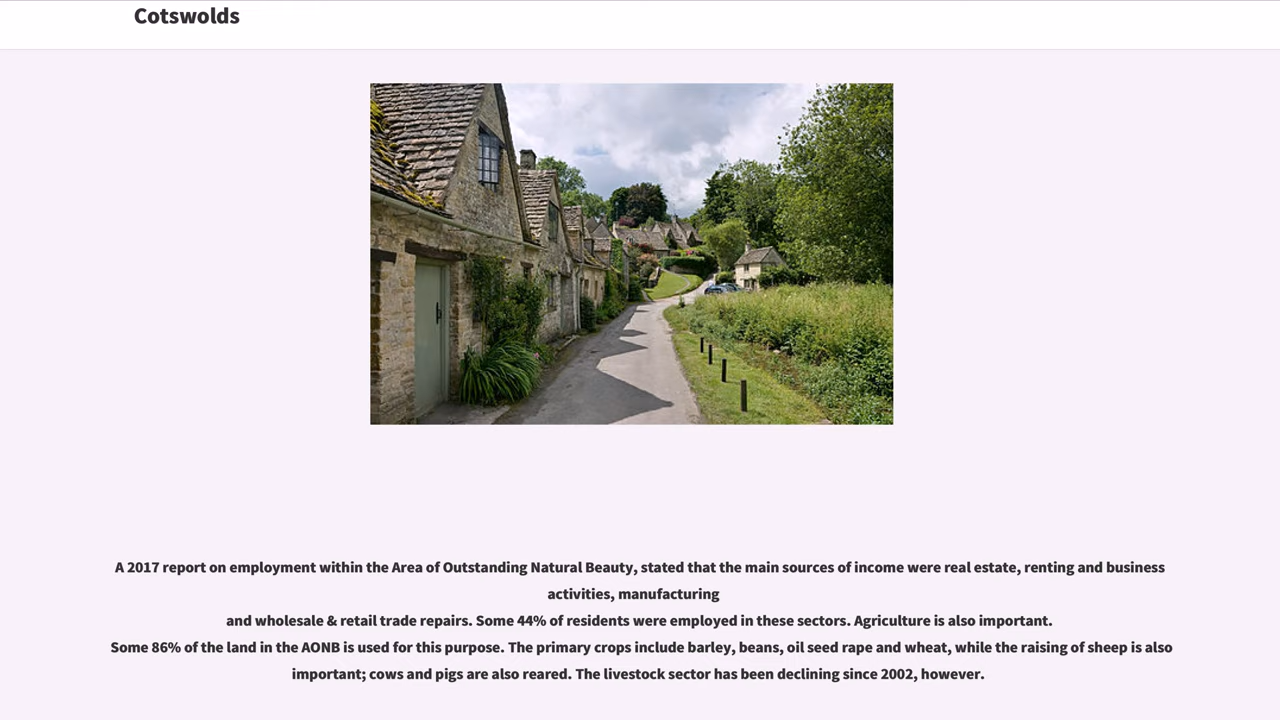 Cotswolds
A 2017 report on employment within the Area of Outstanding Natural Beauty, stated that the main sources of income were real estate, renting and business
activities, manufacturing
and wholesale & retail trade repairs. Some 44% of residents were employed in these sectors. Agriculture is also important.
Some 86% of the land in the AONB is used for this purpose. The primary crops include barley, beans, oil seed rape and wheat, while the raising of sheep is also
important; cows and pigs are also reared. The livestock sector has been declining since 2002, however.